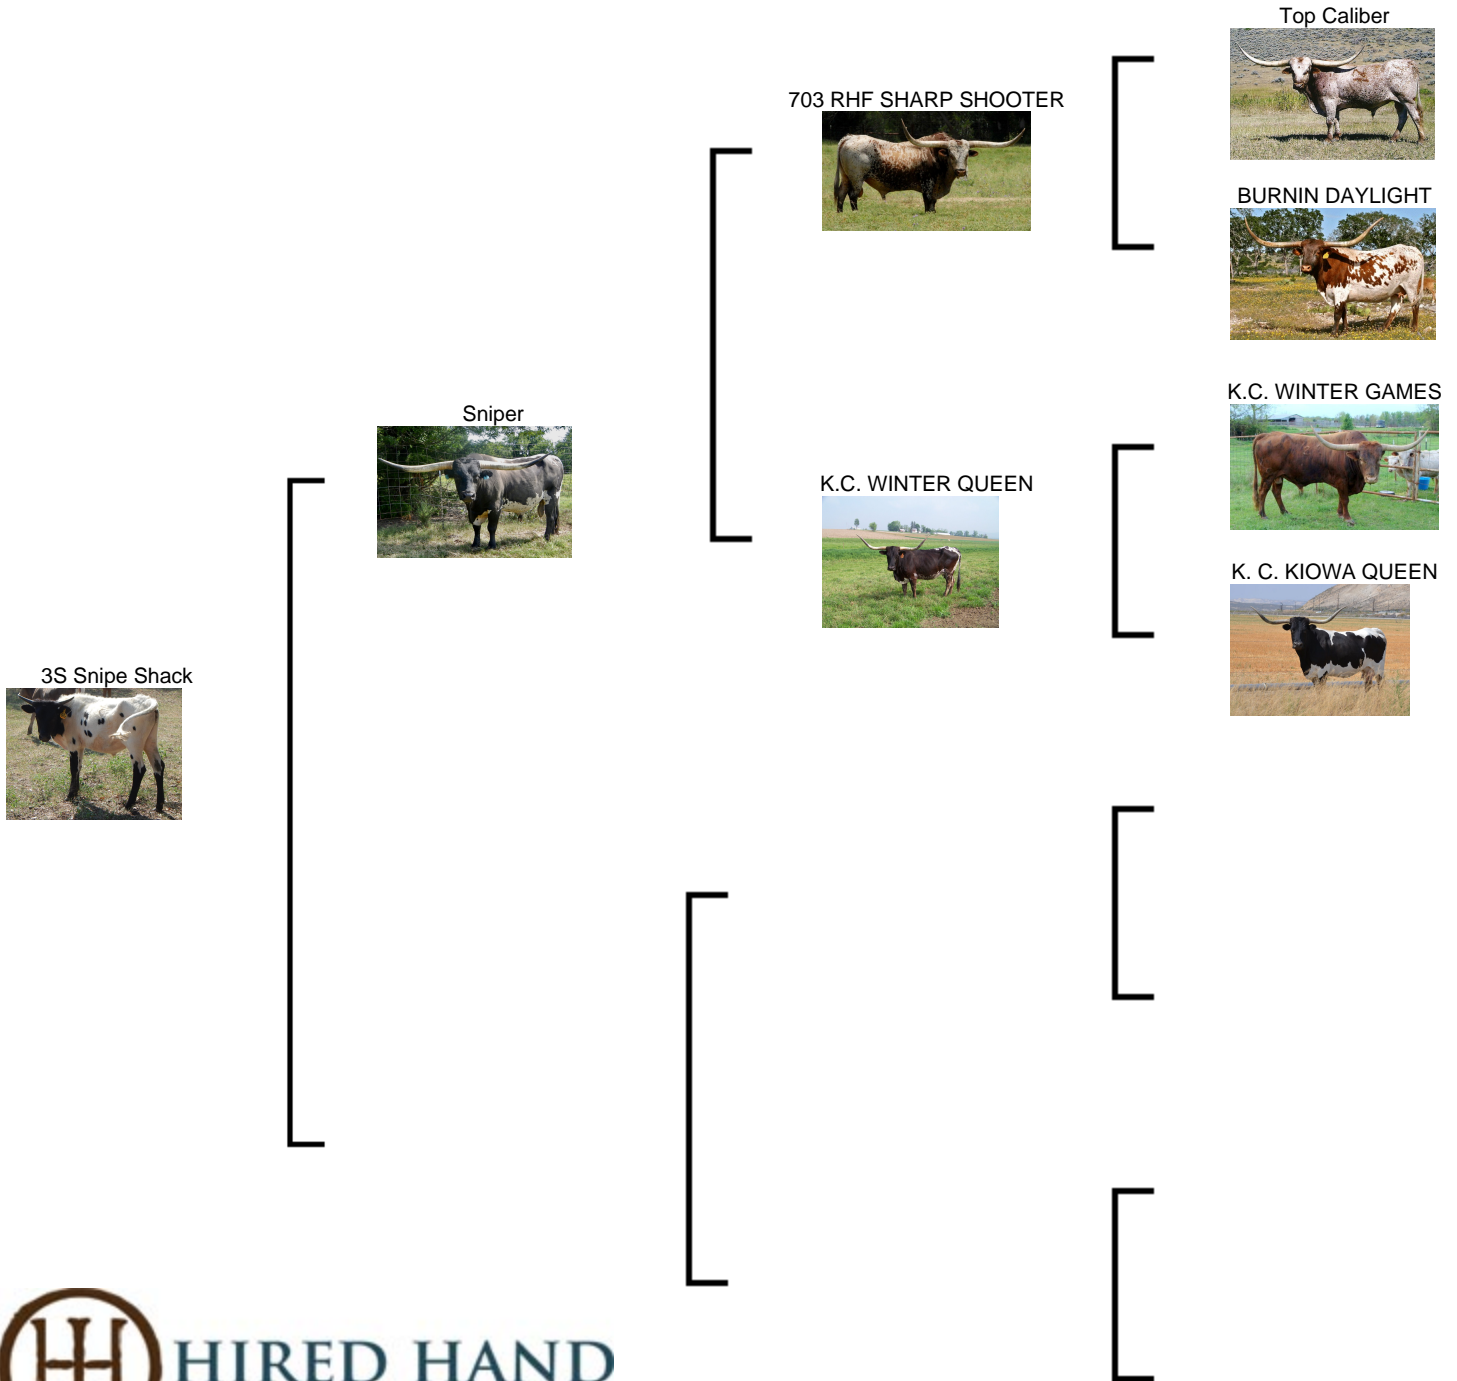 Top Caliber
703 RHF SHARP SHOOTER
BURNIN DAYLIGHT
K.C. WINTER GAMES
Sniper
K.C. WINTER QUEEN
K. C. KIOWA QUEEN
3S Snipe Shack
HIRED HAND